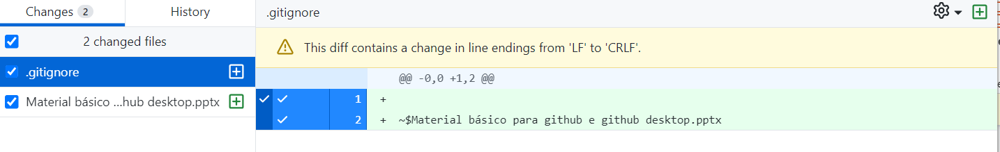 Changes 2
History
2 changed files
.gitignore
Material básico ...hub desktop.pptx
.gitignore
This diff contains a change in line endings from 'LF' to 'CRLF'.
@@ -0,0 +1,2 @@
1 +
2 + ~$Material básico para github e github desktop.pptx